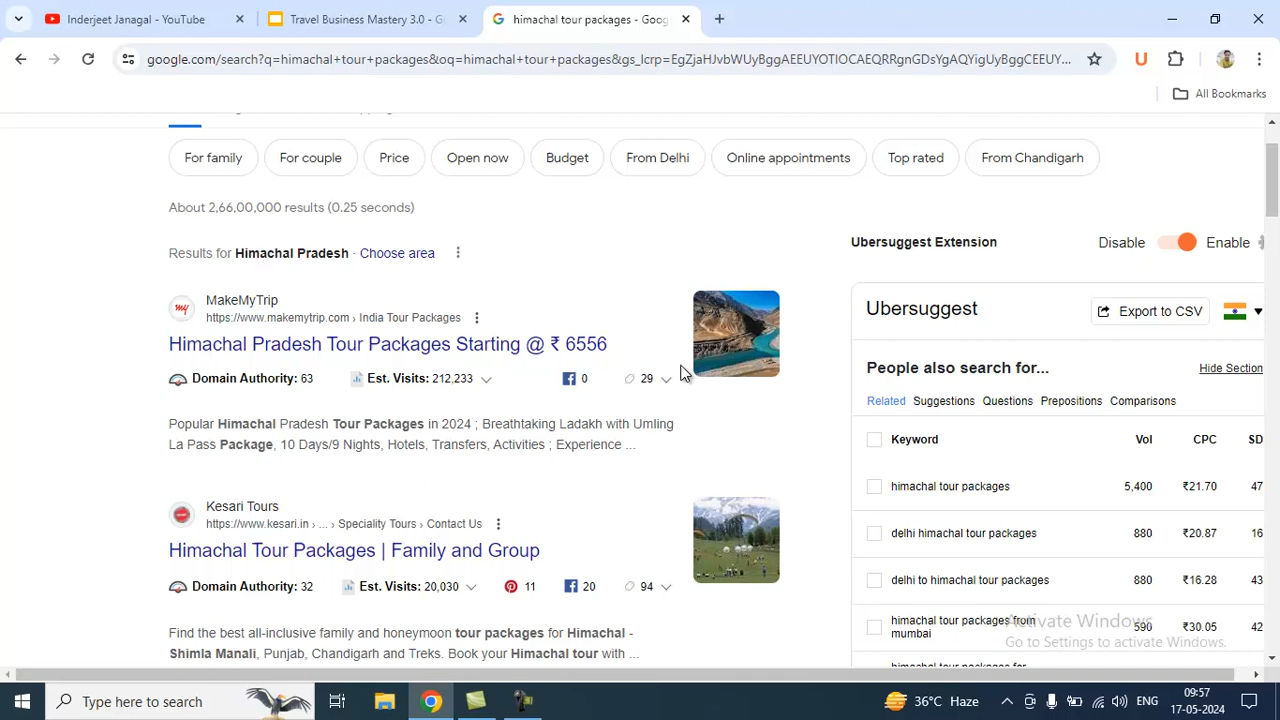 Inderjeet Janagal - YouTube
Travel Business Mastery 3.0 - G
himachal tour packages - Goog
google.com/search?q=himachal+tour+packages&oq=himachal+tour+packages&gs_lcrp=EgZjaHJvbWUyBggAEEUYOTIOCAEQRRgnGDsYgAQYigUyBggCEEUY...
All Bookmarks
For family
For couple
Price
Open now
Budget
From Delhi
Online appointments
Top rated
From Chandigarh
About 2,66,00,000 results (0.25 seconds)
Results for Himachal Pradesh · Choose area
MakeMyTrip
https://www.makemytrip.com › India Tour Packages
Himachal Pradesh Tour Packages Starting @ ₹ 6556
Domain Authority: 63 Est. Visits: 212,233 0 29
Popular Himachal Pradesh Tour Packages in 2024 ; Breathtaking Ladakh with Umling
La Pass Package, 10 Days/9 Nights, Hotels, Transfers, Activities ; Experience ...
Kesari Tours
https://www.kesari.in › ... › Speciality Tours › Contact Us
Himachal Tour Packages | Family and Group
Domain Authority: 32 Est. Visits: 20,030 11 20 94
Find the best all-inclusive family and honeymoon tour packages for Himachal -
Shimla Manali, Punjab, Chandigarh and Treks. Book your Himachal tour with ...
Ubersuggest Extension Disable Enable
Ubersuggest Export to CSV
People also search for... Hide Section
Related Suggestions Questions Prepositions Comparisons
Keyword Vol CPC SD
himachal tour packages 5,400 ₹21.70 47
delhi himachal tour packages 880 ₹20.87 16
delhi to himachal tour packages 880 ₹16.28 43
himachal tour packages from
mumbai 590 ₹30.05 42
himachal tour packages for
Activate Windows
Go to Settings to activate Windows.
Type here to search
36°C Haze
ENG
09:57
17-05-2024